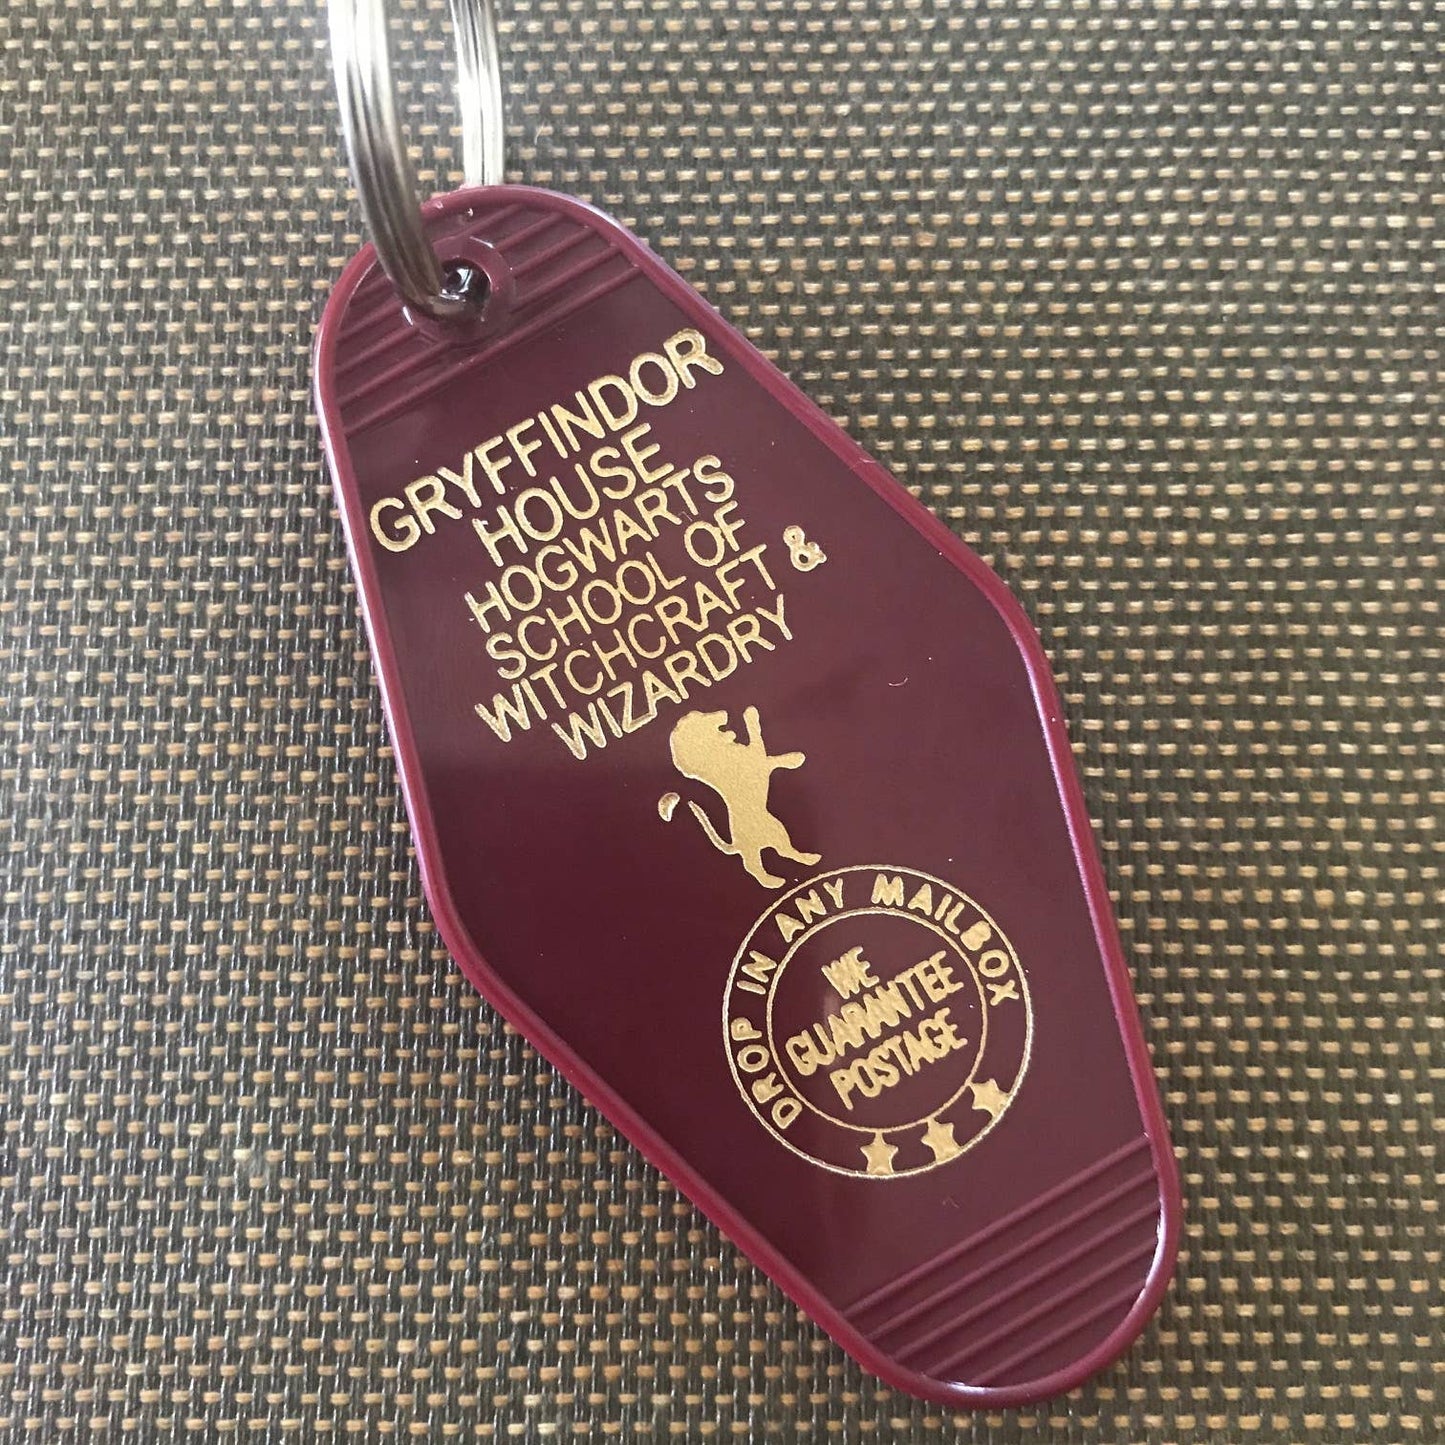 GRYFFINDOR
HOUSE
HOGWARTS
SCHOOL OF
WITCHCRAFT &
WIZARDRY
DROP IN ANY MAILBOX
WE
GUARANTEE
POSTAGE